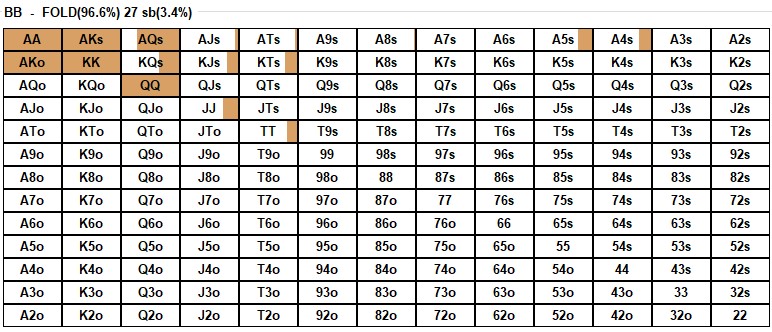 BB - FOLD(96.6%) 27 sb(3.4%)
AA AKs AQs AJs ATs A9s A8s A7s A6s A5s A4s A3s A2s
AKo KK KQs KJs KTs K9s K8s K7s K6s K5s K4s K3s K2s
AQo KQo QQ QJs QTs Q9s Q8s Q7s Q6s Q5s Q4s Q3s Q2s
AJo KJo QJo JJ JTs J9s J8s J7s J6s J5s J4s J3s J2s
ATo KTo QTo JTo TT T9s T8s T7s T6s T5s T4s T3s T2s
A9o K9o Q9o J9o T9o 99 98s 97s 96s 95s 94s 93s 92s
A8o K8o Q8o J8o T8o 98o 88 87s 86s 85s 84s 83s 82s
A7o K7o Q7o J7o T7o 97o 87o 77 76s 75s 74s 73s 72s
A6o K6o Q6o J6o T6o 96o 86o 76o 66 65s 64s 63s 62s
A5o K5o Q5o J5o T5o 95o 85o 75o 65o 55 54s 53s 52s
A4o K4o Q4o J4o T4o 94o 84o 74o 64o 54o 44 43s 42s
A3o K3o Q3o J3o T3o 93o 83o 73o 63o 53o 43o 33 32s
A2o K2o Q2o J2o T2o 92o 82o 72o 62o 52o 42o 32o 22